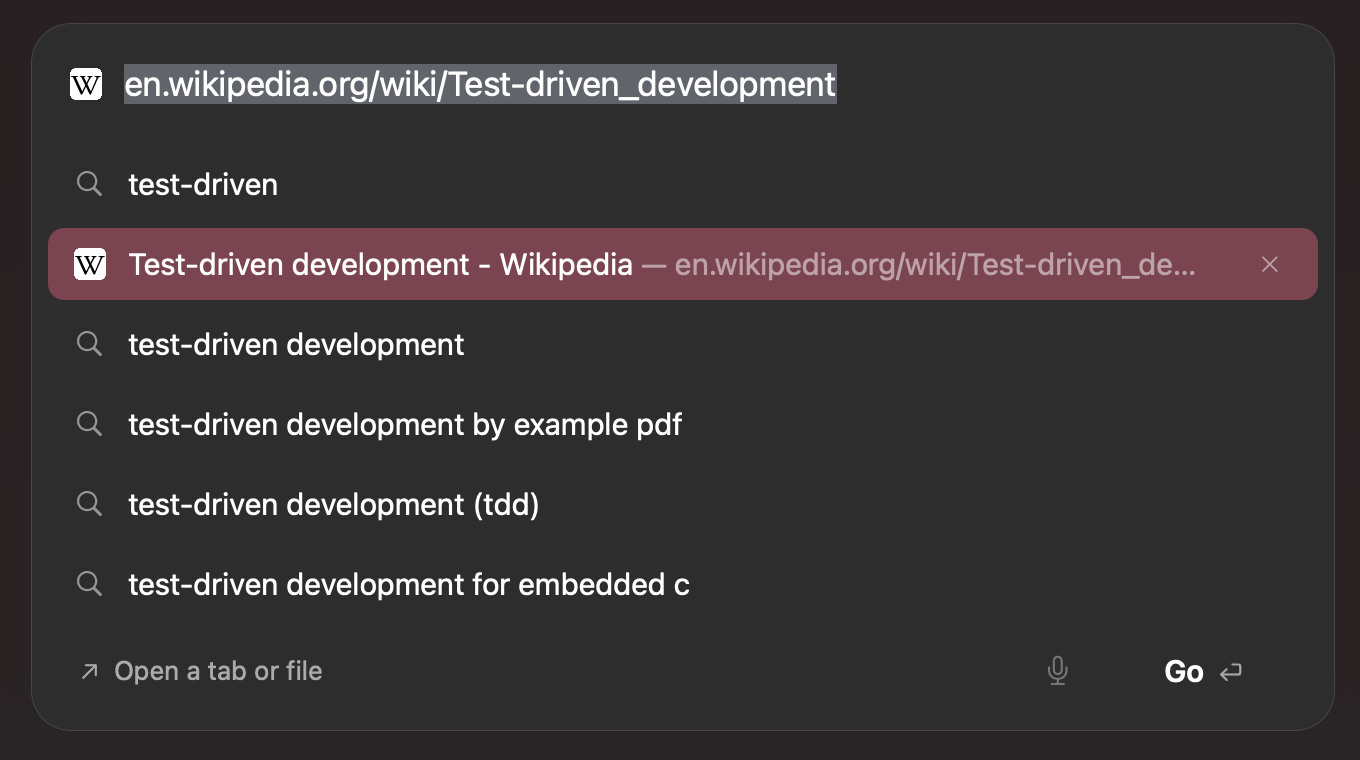 W en.wikipedia.org/wiki/Test-driven_development
test-driven
W Test-driven development - Wikipedia — en.wikipedia.org/wiki/Test-driven_de...
test-driven development
test-driven development by example pdf
test-driven development (tdd)
test-driven development for embedded c
Open a tab or file Go